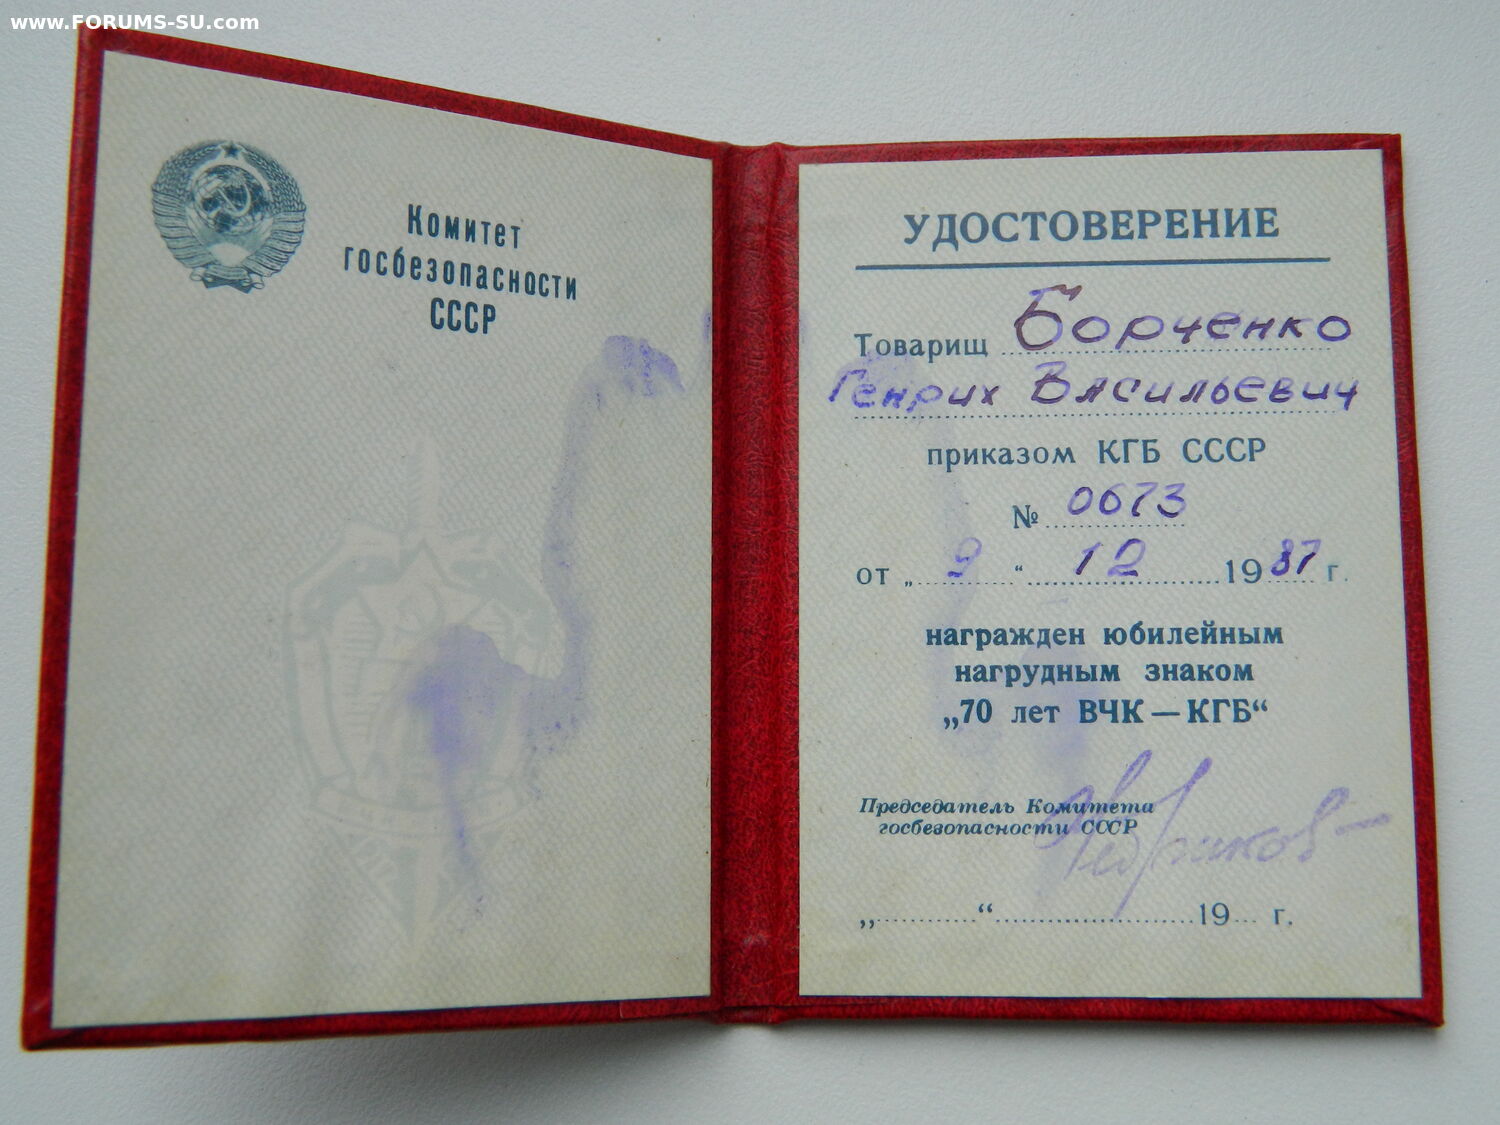 www.FORUMS-SU.com
Комитет
госбезопасности
СССР
УДОСТОВЕРЕНИЕ
Товарищ Борченко
Генрих Васильевич
приказом КГБ СССР
№ 0673
от „ 9 “ 12 1987 г.
награжден юбилейным
нагрудным знаком
„70 лет ВЧК — КГБ“
Председатель Комитета
госбезопасности СССР
Чебриков
„ “ 19 г.